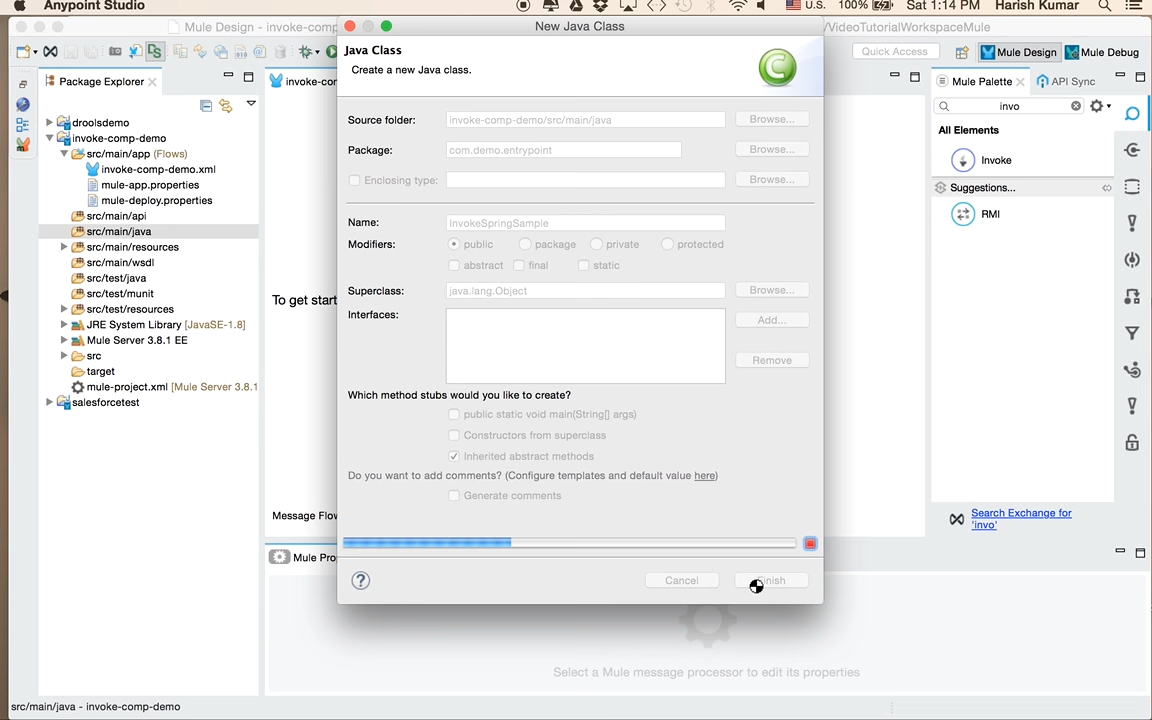 Anypoint Studio
U.S.
100%
Sat 1:14 PM
Harish Kumar
Mule Design - invoke-comp
New Java Class
/VideoTutorialWorkspaceMule
Quick Access
Mule Design
Mule Debug
Package Explorer
invoke-cor
Java Class
Create a new Java class.
Mule Palette
API Sync
invo
All Elements
Invoke
Suggestions...
RMI
Search Exchange for
'invo'
droolsdemo
invoke-comp-demo
src/main/app (Flows)
invoke-comp-demo.xml
mule-app.properties
mule-deploy.properties
src/main/api
src/main/java
src/main/resources
src/main/wsdl
src/test/java
src/test/munit
src/test/resources
JRE System Library [JavaSE-1.8]
Mule Server 3.8.1 EE
src
target
mule-project.xml [Mule Server 3.8.1
salesforcetest
To get start
Message Flow
Mule Pro
Source folder:
invoke-comp-demo/src/main/java
Browse...
Package:
com.demo.entrypoint
Browse...
Enclosing type:
Browse...
Name:
InvokeSpringSample
Modifiers:
public
package
private
protected
abstract
final
static
Superclass:
java.lang.Object
Browse...
Interfaces:
Add...
Remove
Which method stubs would you like to create?
public static void main(String[] args)
Constructors from superclass
Inherited abstract methods
Do you want to add comments? (Configure templates and default value here)
Generate comments
Cancel
Finish
Select a Mule message processor to edit its properties
src/main/java - invoke-comp-demo